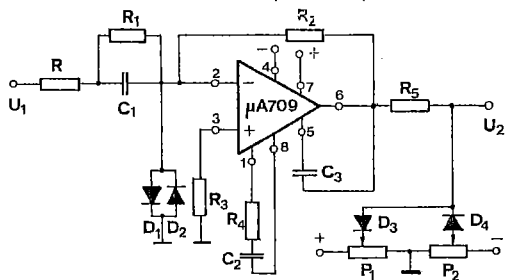 R₁
R₂
− +
R
4 7
U₁
C₁
2 −
μA709
6
R₅
3 +
5
U₂
1 8
C₃
D₁ D₂
R₃
R₄
D₃
D₄
C₂
+
P₁
P₂
−